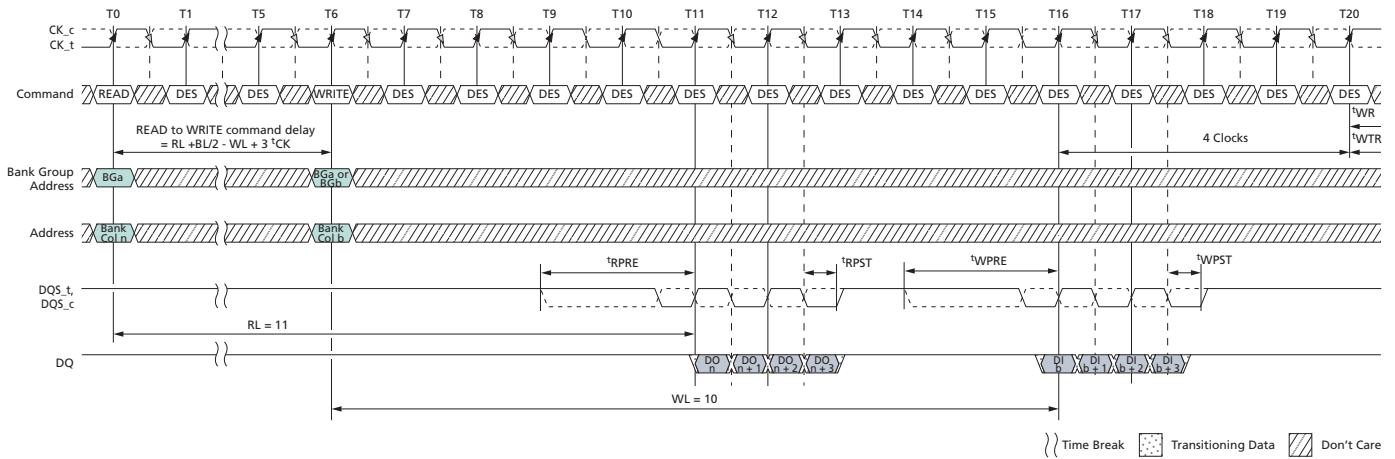 T0 T1 T5 T6 T7 T8 T9 T10 T11 T12 T13 T14 T15 T16 T17 T18 T19 T20
CK_c
CK_t
Command READ DES DES WRITE DES DES DES DES DES DES DES DES DES DES DES DES DES DES
tWR
READ to WRITE command delay
= RL +BL/2 - WL + 3 tCK
4 Clocks
tWTR
Bank Group
Address
BGa
BGa or
BGb
Address
Bank
Col n
Bank
Col b
tRPRE tRPST tWPRE tWPST
DQS_t,
DQS_c
RL = 11
DQ
DO
n
DO
n + 1
DO
n + 2
DO
n + 3
DI
b
DI
b + 1
DI
b + 2
DI
b + 3
WL = 10
Time Break Transitioning Data Don't Care